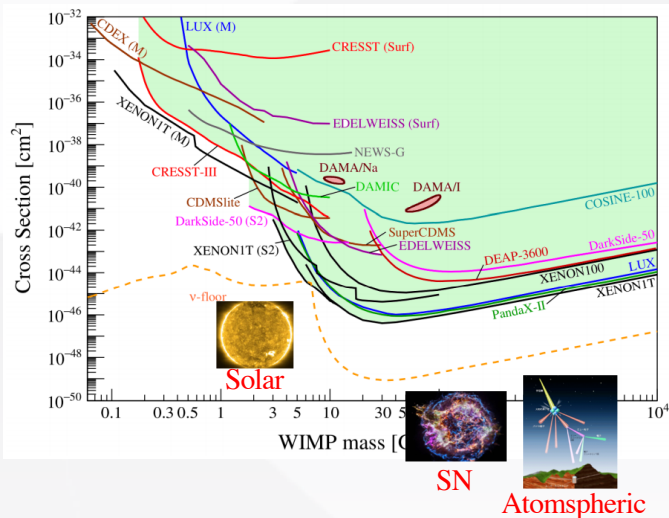 10^-32
10^-34
10^-36
10^-38
10^-40
10^-42
10^-44
10^-46
10^-48
10^-50
Cross Section [cm^2]
CDEX (M)
LUX (M)
CRESST (Surf)
XENON1T (M)
EDELWEISS (Surf)
NEWS-G
CRESST-III
DAMA/Na
DAMA/I
DAMIC
COSINE-100
CDMSlite
DarkSide-50 (S2)
SuperCDMS
EDELWEISS
DarkSide-50
XENON1T (S2)
DEAP-3600
XENON100
LUX
XENON1T
PandaX-II
ν-floor
Solar
0.1 0.3 0.5 1 3 5 10 30 50 10^4
WIMP mass [
SN
Atomspheric